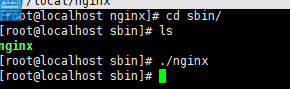 /usr/local/nginx
[root@localhost nginx]# cd sbin/
[root@localhost sbin]# ls
nginx
[root@localhost sbin]# ./nginx
[root@localhost sbin]#